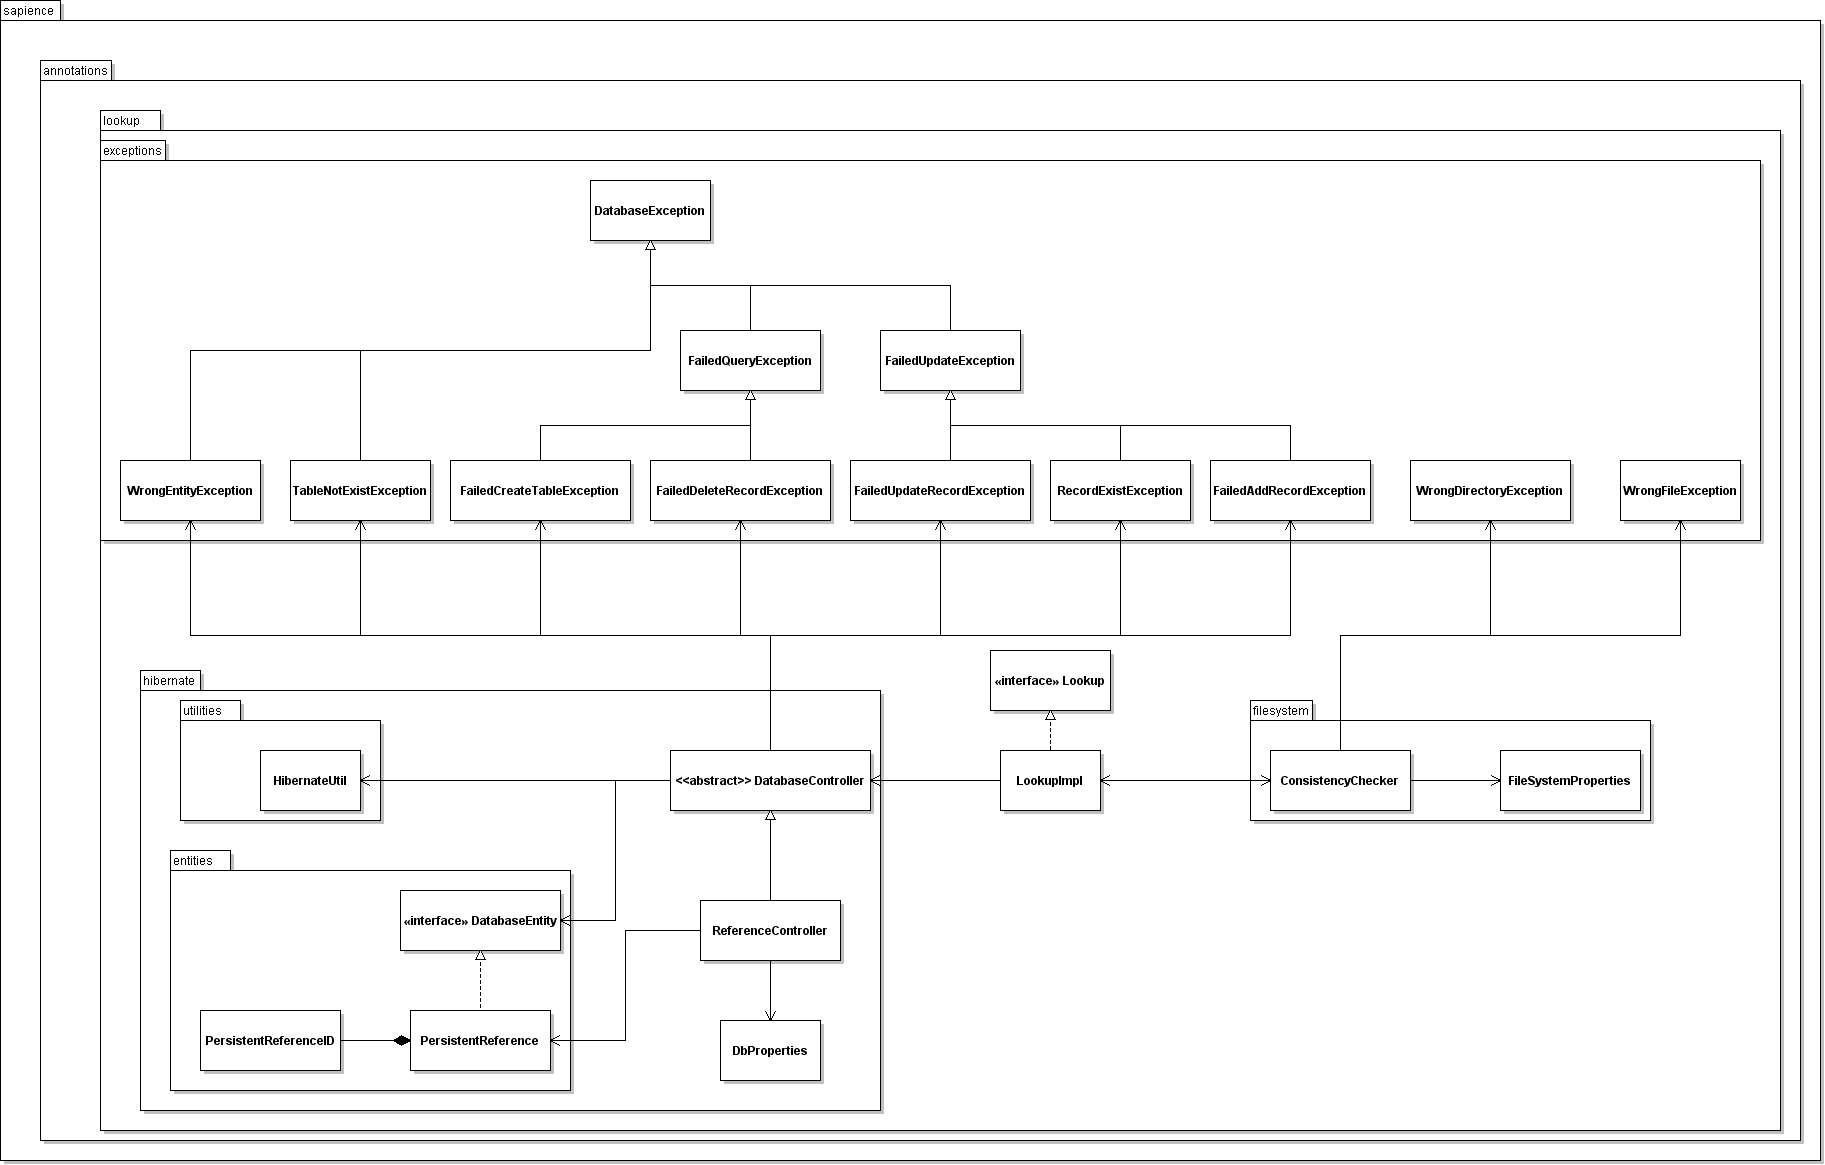 sapience
annotations
lookup
exceptions
DatabaseException
FailedQueryException
FailedUpdateException
WrongEntityException
TableNotExistException
FailedCreateTableException
FailedDeleteRecordException
FailedUpdateRecordException
RecordExistException
FailedAddRecordException
WrongDirectoryException
WrongFileException
hibernate
«interface» Lookup
utilities
filesystem
HibernateUtil
<<abstract>> DatabaseController
LookupImpl
ConsistencyChecker
FileSystemProperties
entities
«interface» DatabaseEntity
ReferenceController
PersistentReferenceID
PersistentReference
DbProperties